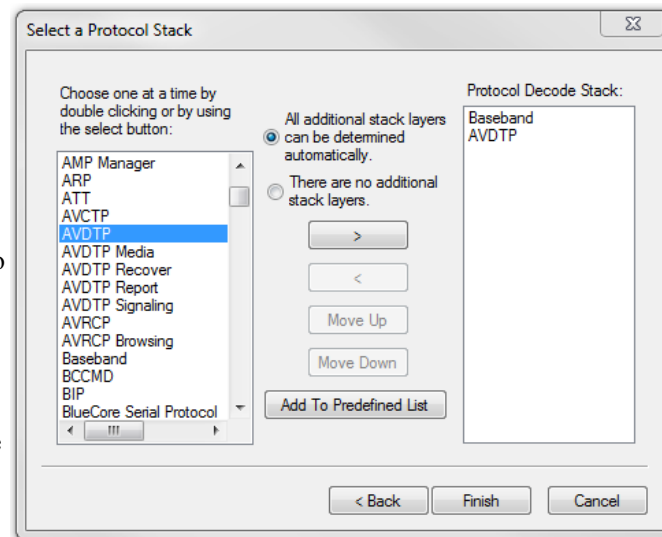 Select a Protocol Stack
Choose one at a time by
double clicking or by using
the select button:
AMP Manager
ARP
ATT
AVCTP
AVDTP
AVDTP Media
AVDTP Recover
AVDTP Report
AVDTP Signaling
AVRCP
AVRCP Browsing
Baseband
BCCMD
BIP
BlueCore Serial Protocol
All additional stack layers
can be determined
automatically.
There are no additional
stack layers.
>
<
Move Up
Move Down
Add To Predefined List
Protocol Decode Stack:
Baseband
AVDTP
< Back
Finish
Cancel